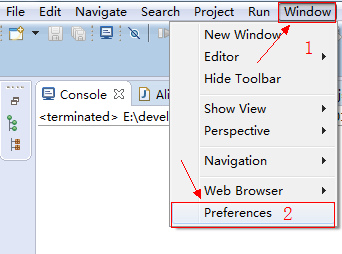 File Edit Navigate Search Project Run Window
New Window
1
Editor
Hide Toolbar
Console
Show View
<terminated> E:\devel
Perspective
Navigation
Web Browser
Preferences 2